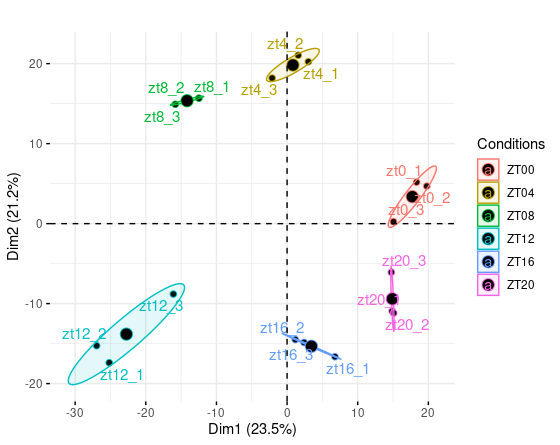 zt4_2
zt4_1
zt4_3
zt8_2
zt8_1
zt8_3
zt0_1
zt0_2
zt0_3
zt20_3
zt20_2
zt16_2
zt16_3
zt16_1
zt12_3
zt12_2
zt12_1
20
10
0
-10
-20
-30
-20
-10
0
10
20
Dim1 (23.5%)
Dim2 (21.2%)
Conditions
a ZT00
a ZT04
a ZT08
a ZT12
a ZT16
a ZT20